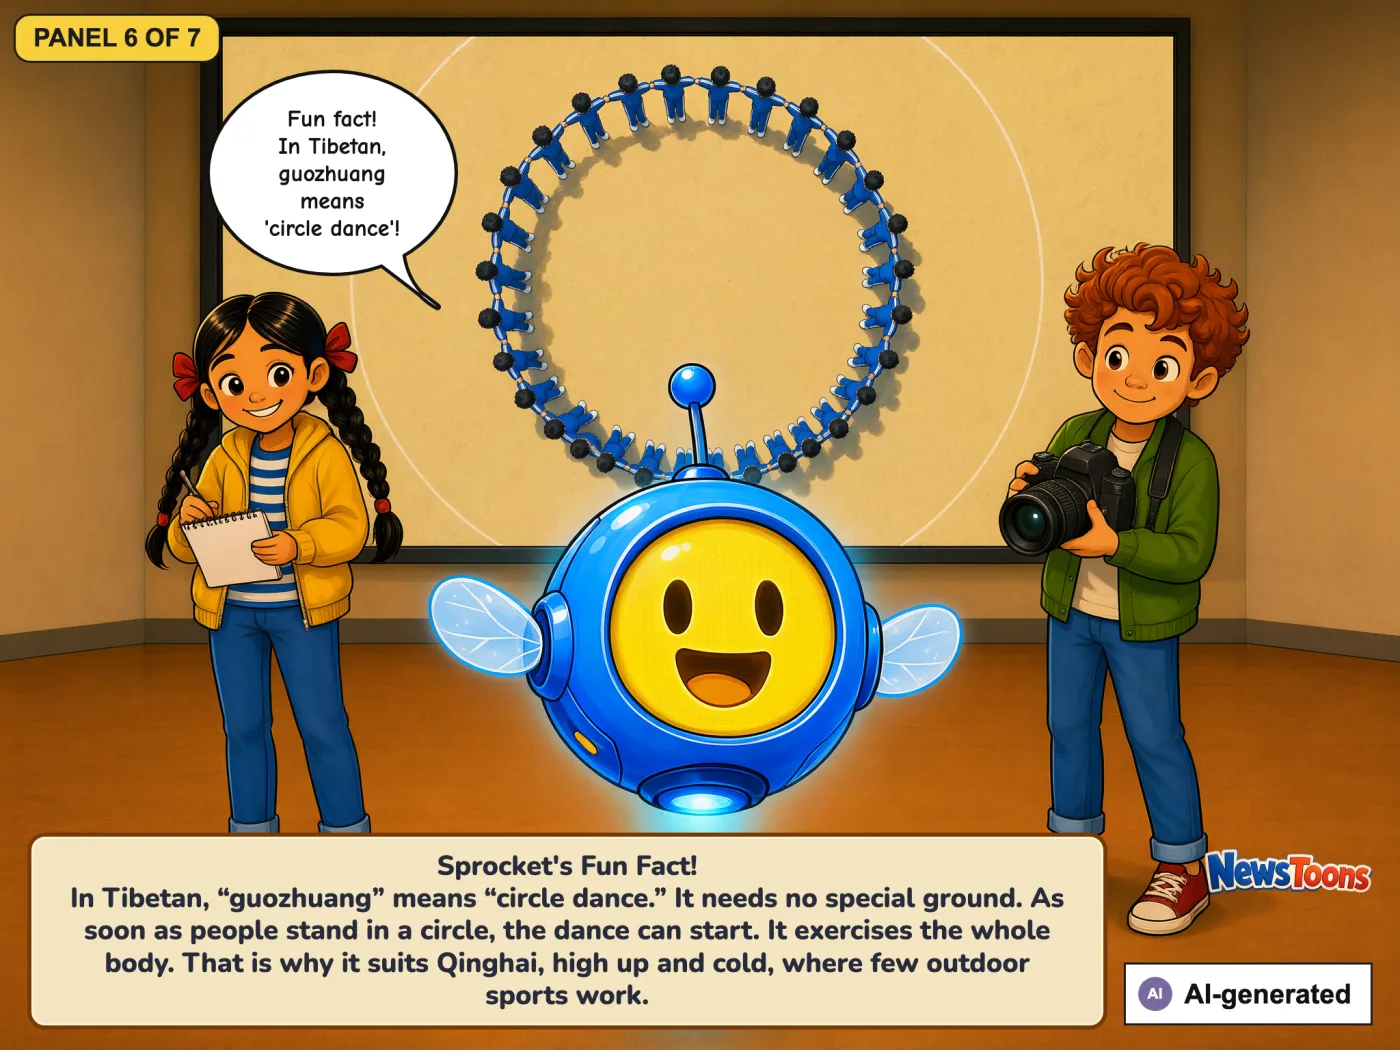 PANEL 6 OF 7
Fun fact!
In Tibetan,
guozhuang
means
'circle dance'!
Sprocket's Fun Fact!
In Tibetan, “guozhuang” means “circle dance.” It needs no special ground. As
soon as people stand in a circle, the dance can start. It exercises the whole
body. That is why it suits Qinghai, high up and cold, where few outdoor
sports work.
NewsToons
AI AI-generated